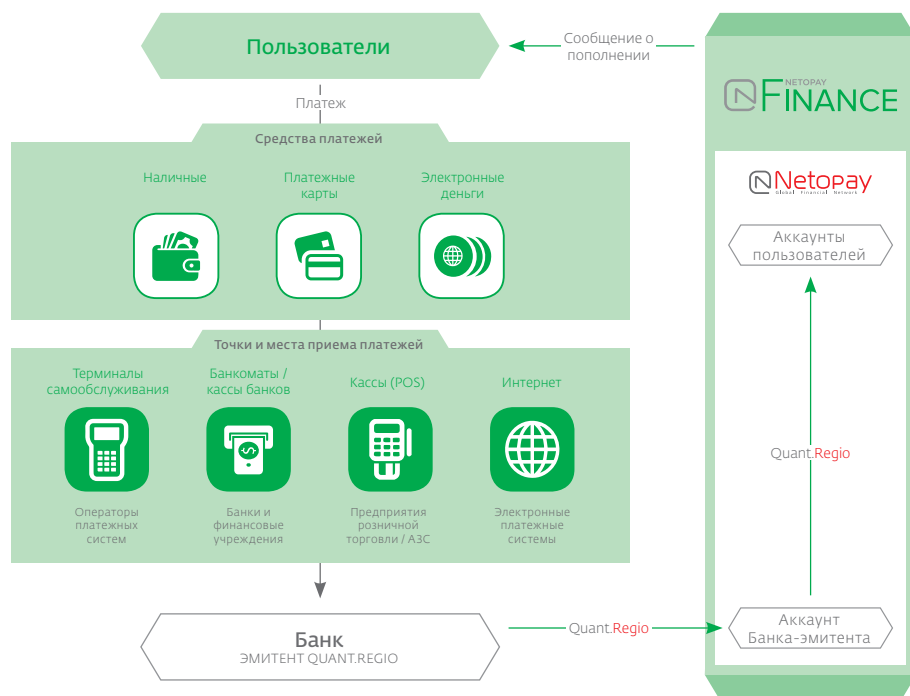 Пользователи
Сообщение о
пополнении
Платеж
Средства платежей
Наличные
Платежные
карты
Электронные
деньги
Точки и места приема платежей
Терминалы
самообслуживания
Банкоматы /
кассы банков
Кассы (POS)
Интернет
Операторы
платежных
систем
Банки и
финансовые
учреждения
Предприятия
розничной
торговли / АЗС
Электронные
платежные
системы
Банк
ЭМИТЕНТ QUANT.REGIO
Quant.Regio
NETOPAY
FINANCE
Netopay
Global Financial Network
Аккаунты
пользователей
Quant.Regio
Аккаунт
Банка-эмитента